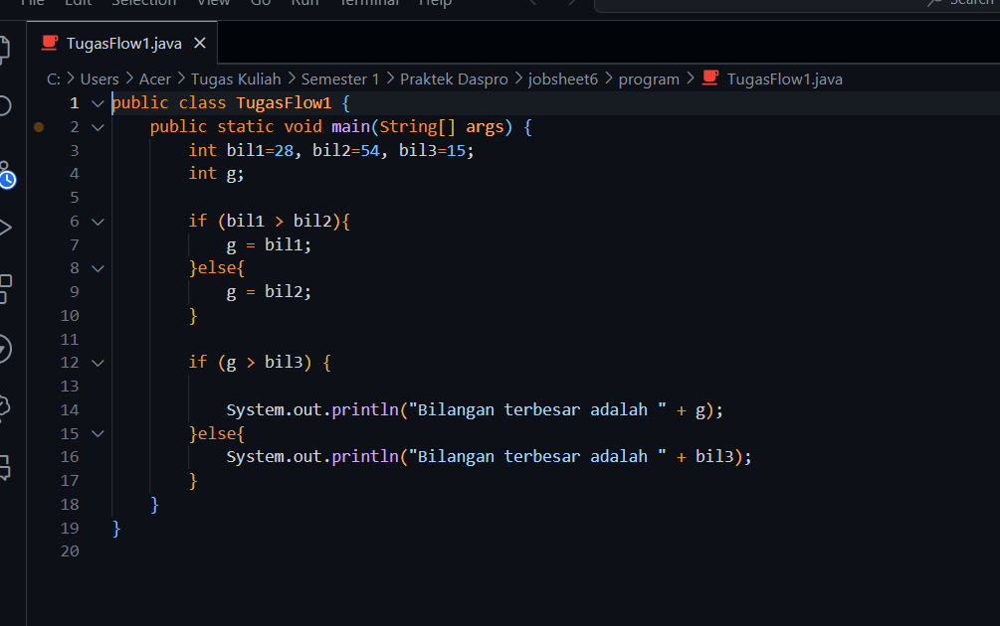 File Edit Selection View Go Run Terminal Help Search
TugasFlow1.java
C: > Users > Acer > Tugas Kuliah > Semester 1 > Praktek Daspro > jobsheet6 > program > TugasFlow1.java
1 public class TugasFlow1 {
2 public static void main(String[] args) {
3 int bil1=28, bil2=54, bil3=15;
4 int g;
5
6 if (bil1 > bil2){
7 g = bil1;
8 }else{
9 g = bil2;
10 }
11
12 if (g > bil3) {
13
14 System.out.println("Bilangan terbesar adalah " + g);
15 }else{
16 System.out.println("Bilangan terbesar adalah " + bil3);
17 }
18 }
19 }
20